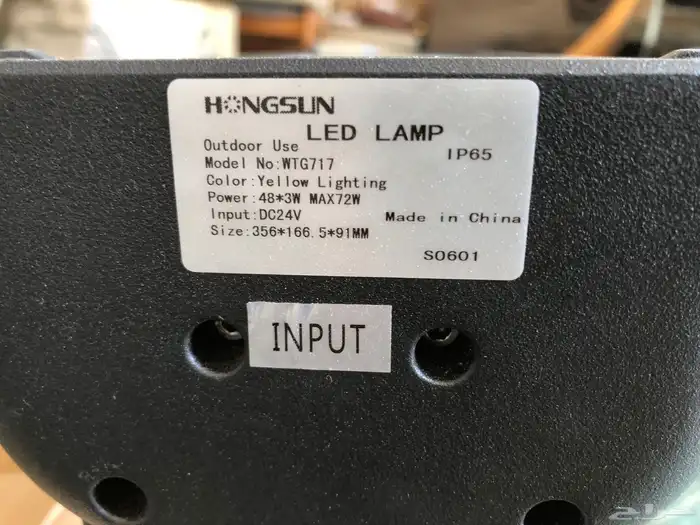 HONGSUN
LED LAMP
Outdoor Use
IP65
Model No:WTG717
Color:Yellow Lighting
Power:48*3W MAX72W
Input:DC24V
Made in China
Size:356*166.5*91MM
S0601
INPUT
حراج